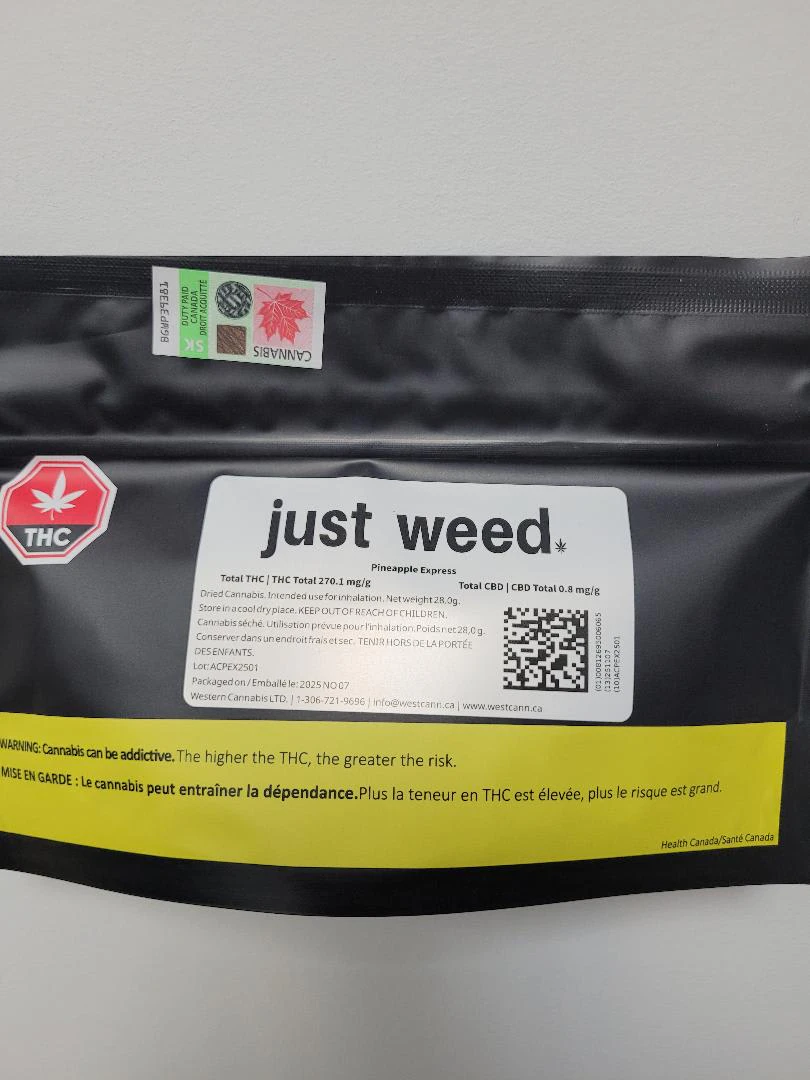 DUTY PAID
CANADA
DROIT ACQUITTÉ
SK
CANNABIS
THC
just weed.
Pineapple Express
Total THC | THC Total 270.1 mg/g
Total CBD | CBD Total 0.8 mg/g
Dried Cannabis. Intended use for inhalation. Net weight 28,0g.
Store in a cool dry place. KEEP OUT OF REACH OF CHILDREN.
Cannabis séché. Utilisation prévue pour l'inhalation. Poids net 28,0 g.
Conserver dans un endroit frais et sec. TENIR HORS DE LA PORTÉE
DES ENFANTS.
Lot: ACPEX2501
Packaged on / Emballé le: 2025 NO 07
Western Cannabis LTD. | 1-306-721-9696 | info@westcann.ca | www.westcann.ca
(01)00812695006065
(13)251107
(10)ACPEX2501
WARNING: Cannabis can be addictive. The higher the THC, the greater the risk.
MISE EN GARDE : Le cannabis peut entraîner la dépendance.Plus la teneur en THC est élevée, plus le risque est grand.
Health Canada/Santé Canada